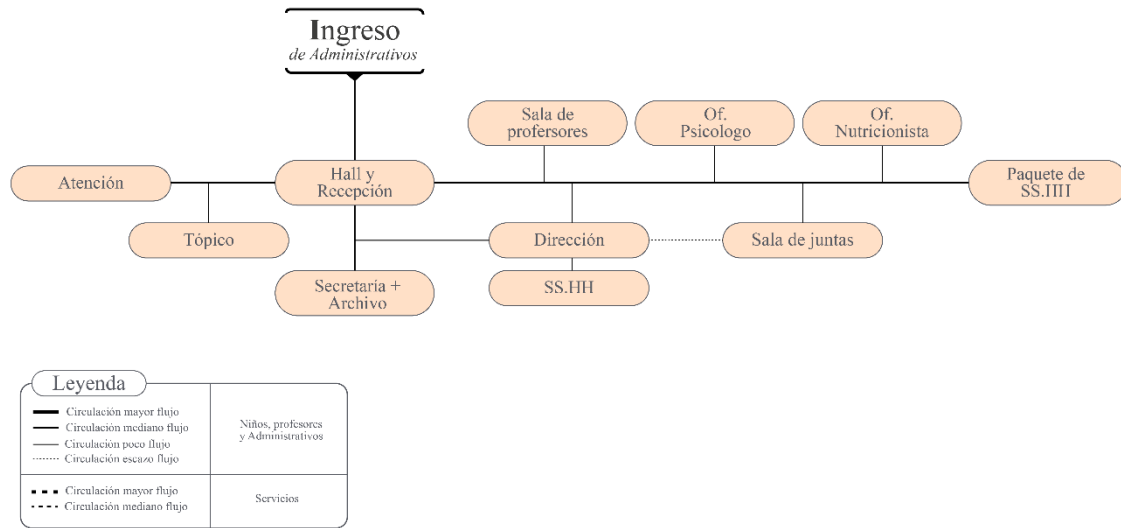 Ingreso
de Administrativos
Sala de
profersores
Of.
Psicologo
Of.
Nutricionista
Atención
Hall y
Recepción
Paquete de
SS.HH
Tópico
Dirección
Sala de juntas
Secretaría +
Archivo
SS.HH
Leyenda
Circulación mayor flujo
Circulación mediano flujo
Circulación poco flujo
Circulación escazo flujo
Niños, profesores
y Administrativos
Circulación mayor flujo
Circulación mediano flujo
Servicios